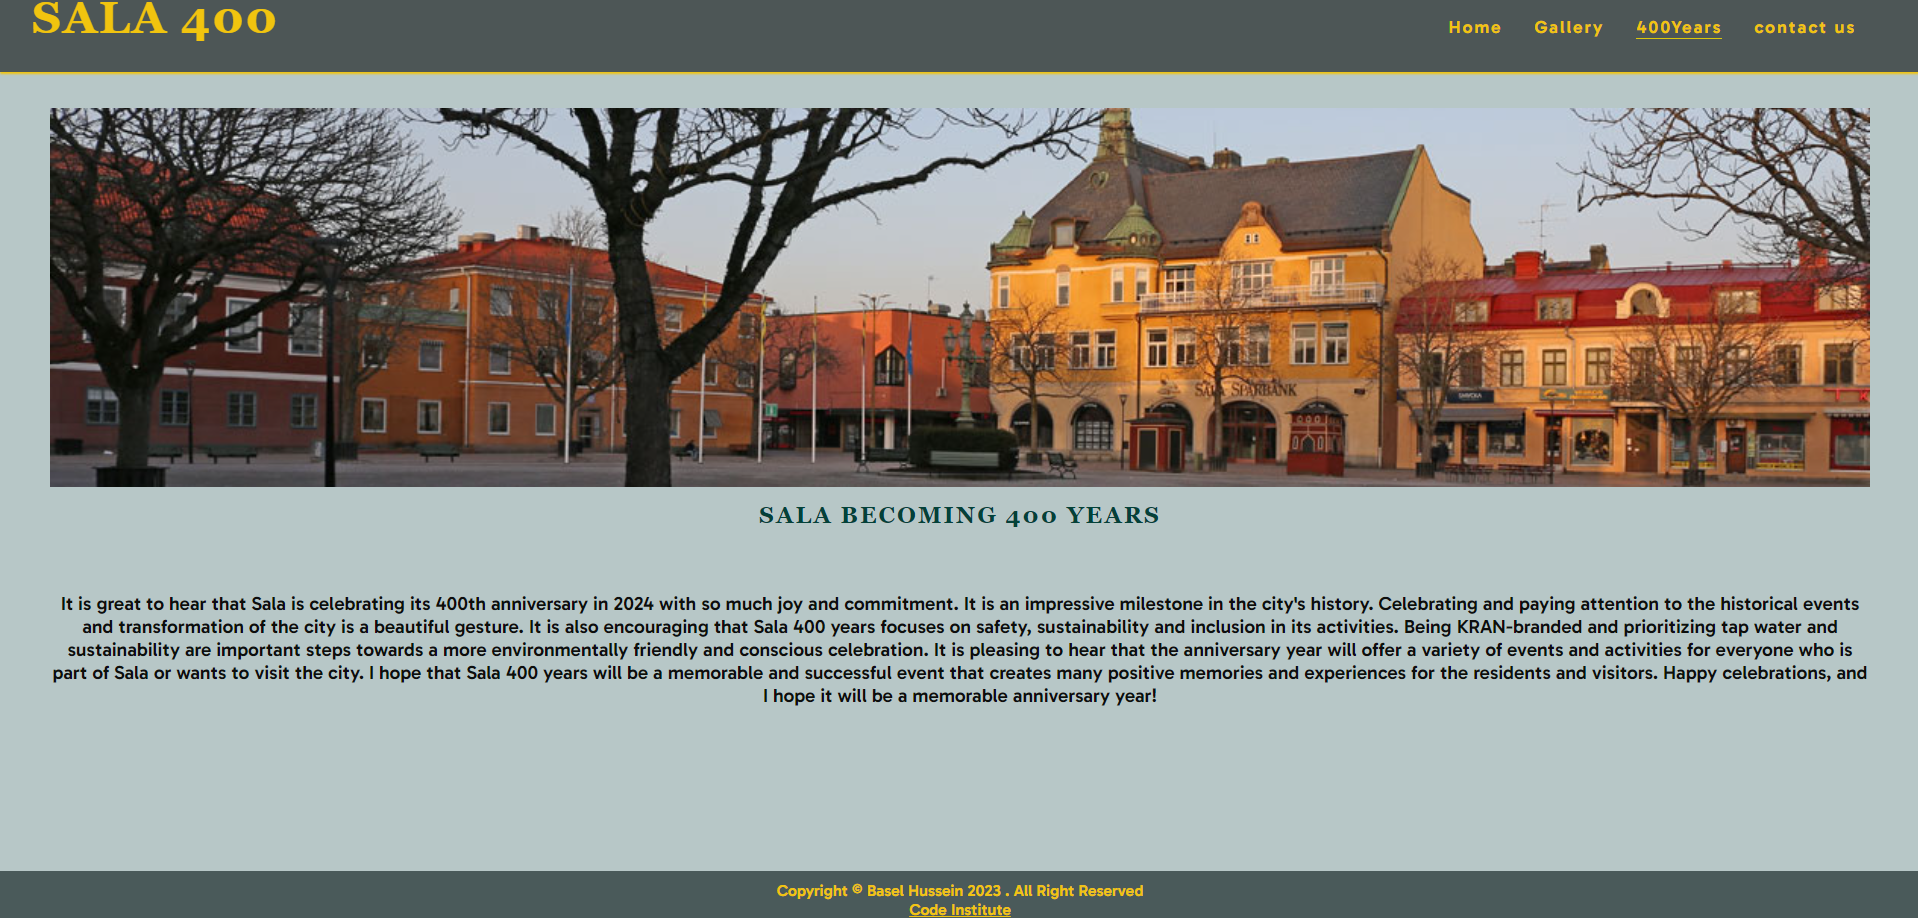 SALA 400
Home Gallery 400Years contact us
SALA SPARBANK
SALA BECOMING 400 YEARS
It is great to hear that Sala is celebrating its 400th anniversary in 2024 with so much joy and commitment. It is an impressive milestone in the city's history. Celebrating and paying attention to the historical events
and transformation of the city is a beautiful gesture. It is also encouraging that Sala 400 years focuses on safety, sustainability and inclusion in its activities. Being KRAN-branded and prioritizing tap water and
sustainability are important steps towards a more environmentally friendly and conscious celebration. It is pleasing to hear that the anniversary year will offer a variety of events and activities for everyone who is
part of Sala or wants to visit the city. I hope that Sala 400 years will be a memorable and successful event that creates many positive memories and experiences for the residents and visitors. Happy celebrations, and
I hope it will be a memorable anniversary year!
Copyright © Basel Hussein 2023 . All Right Reserved
Code Institute